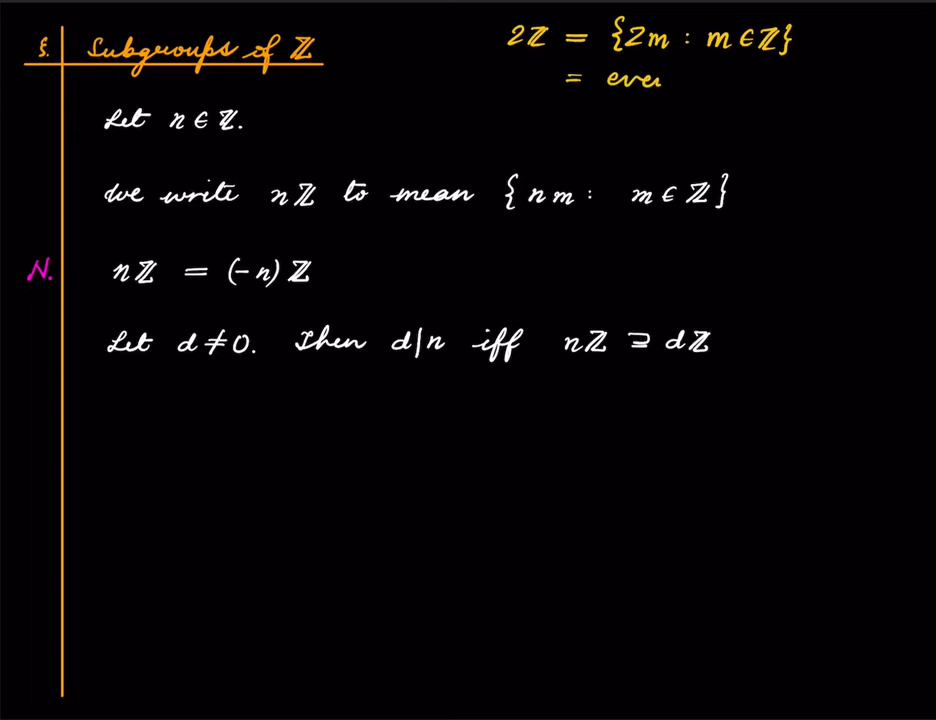 §. Subgroups of ℤ
2ℤ = {2m : m ∈ ℤ}
= even
Let n ∈ ℤ.
We write nℤ to mean {nm : m ∈ ℤ}
N. nℤ = (-n)ℤ
Let d ≠ 0. Then d|n iff nℤ ⊇ dℤ